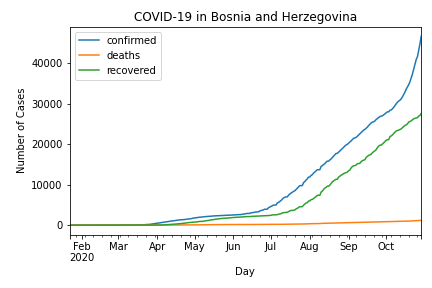 COVID-19 in Bosnia and Herzegovina
confirmed
deaths
recovered
Number of Cases
40000
30000
20000
10000
0
Feb Mar Apr May Jun Jul Aug Sep Oct
2020
Day